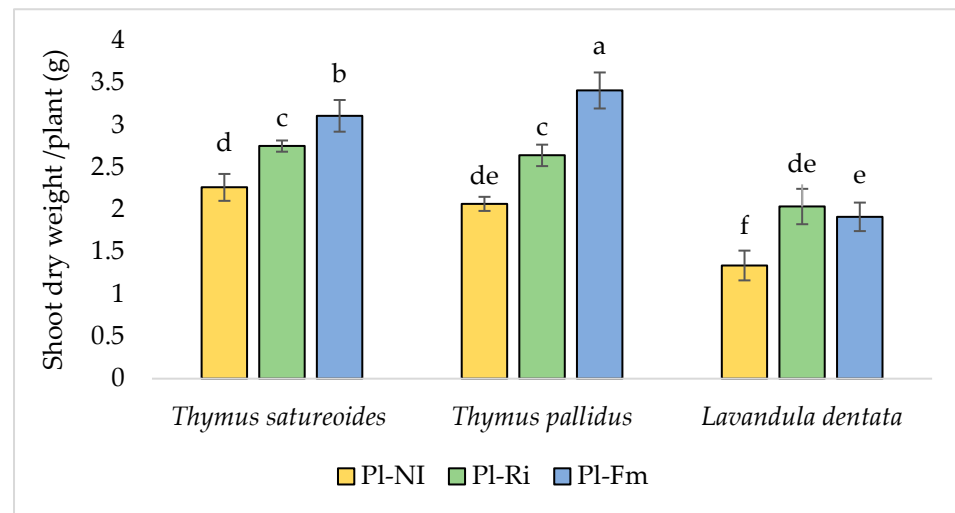 Shoot dry weight /plant (g)
4
3.5
3
2.5
2
1.5
1
0.5
0
d
c
b
de
c
a
f
de
e
Thymus satureoides
Thymus pallidus
Lavandula dentata
Pl-NI
Pl-Ri
Pl-Fm